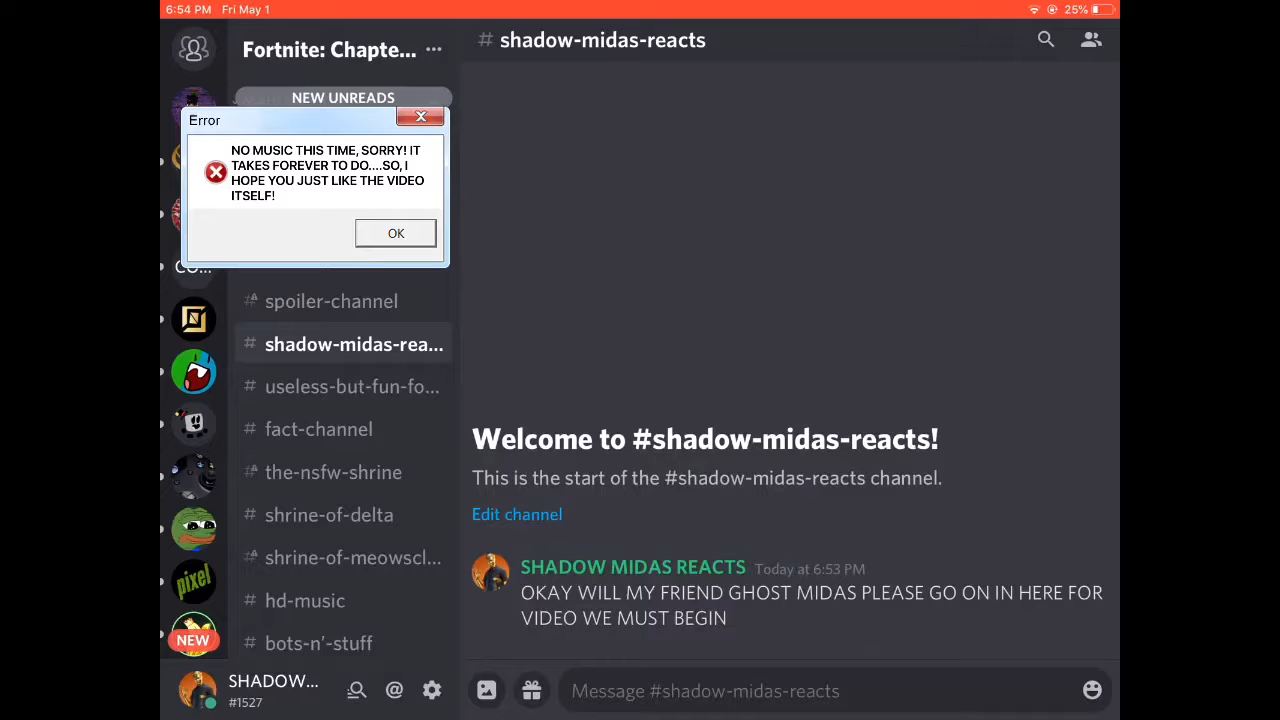 6:54 PM Fri May 1
25%
Fortnite: Chapte... ...
NEW UNREADS
Error
X
NO MUSIC THIS TIME, SORRY! IT
TAKES FOREVER TO DO....SO, I
HOPE YOU JUST LIKE THE VIDEO
ITSELF!
OK
CO...
# spoiler-channel
# shadow-midas-rea...
# useless-but-fun-fo...
# fact-channel
# the-nsfw-shrine
# shrine-of-delta
# shrine-of-meowscl...
# hd-music
# bots-n'-stuff
pixel
NEW
SHADOW...
#1527
@
# shadow-midas-reacts
Welcome to #shadow-midas-reacts!
This is the start of the #shadow-midas-reacts channel.
Edit channel
SHADOW MIDAS REACTS Today at 6:53 PM
OKAY WILL MY FRIEND GHOST MIDAS PLEASE GO ON IN HERE FOR
VIDEO WE MUST BEGIN
Message #shadow-midas-reacts